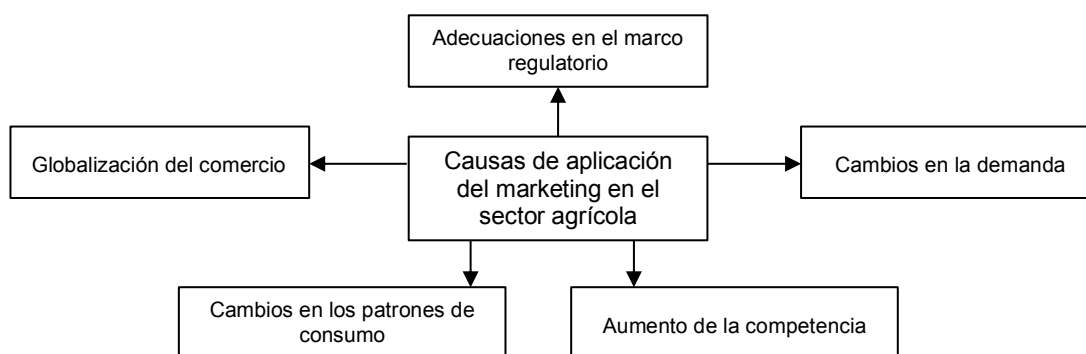 Adecuaciones en el marco
regulatorio
Globalización del comercio
Causas de aplicación
del marketing en el
sector agrícola
Cambios en la demanda
Cambios en los patrones de
consumo
Aumento de la competencia